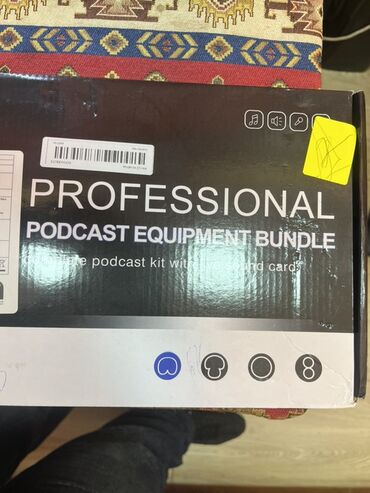 PROFESSIONAL
PODCAST EQUIPMENT BUNDLE
podcast kit with sound card